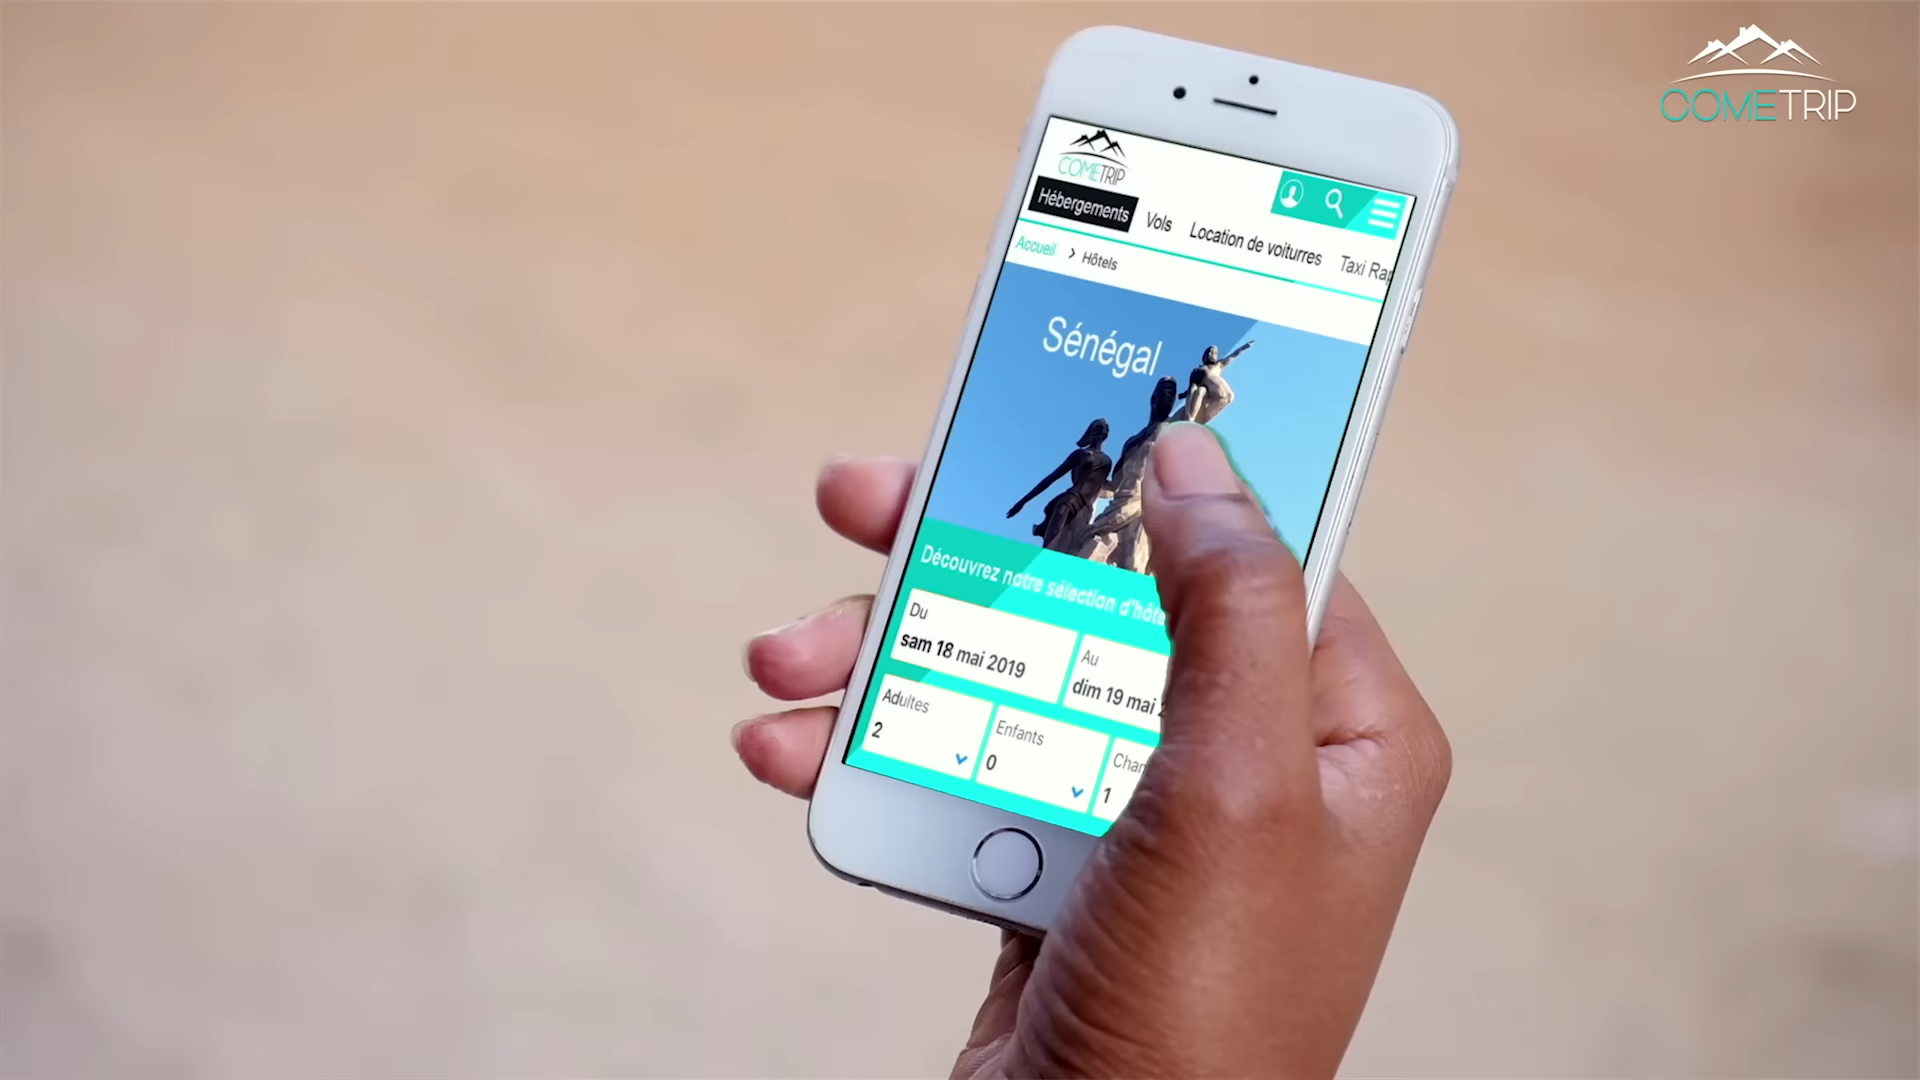 COMETRIP
COMETRIP
Hébergements Vols Location de voiturres Taxi
Accueil > Hôtels
Sénégal
Découvrez notre sélection
Du
sam 18 mai 2019
Au
dim 19 mai
Adultes
2
Enfants
0
1